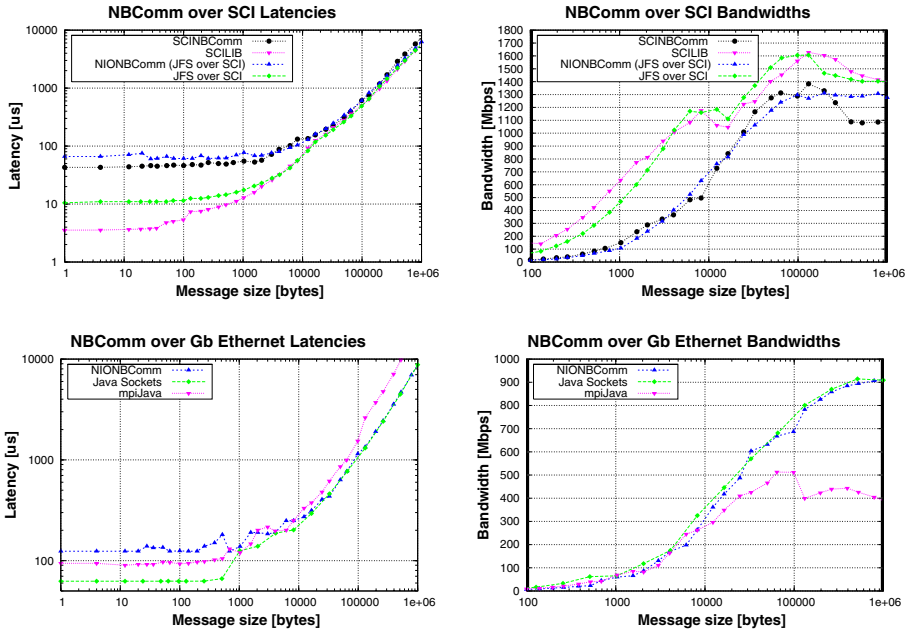 NBComm over SCI Latencies
Latency [us]
10000
1000
100
10
1
SCINBComm
SCILIB
NIONBComm (JFS over SCI)
JFS over SCI
1 10 100 1000 10000 100000 1e+06
Message size [bytes]
NBComm over SCI Bandwidths
Bandwidth [Mbps]
1800
1700
1600
1500
1400
1300
1200
1100
1000
900
800
700
600
500
400
300
200
100
0
SCINBComm
SCILIB
NIONBComm (JFS over SCI)
JFS over SCI
100 1000 10000 100000 1e+06
Message size [bytes]
NBComm over Gb Ethernet Latencies
Latency [us]
10000
1000
100
NIONBComm
Java Sockets
mpiJava
1 10 100 1000 10000 100000 1e+06
Message size [bytes]
NBComm over Gb Ethernet Bandwidths
Bandwidth [Mbps]
1000
900
800
700
600
500
400
300
200
100
0
NIONBComm
Java Sockets
mpiJava
100 1000 10000 100000 1e+06
Message size [bytes]